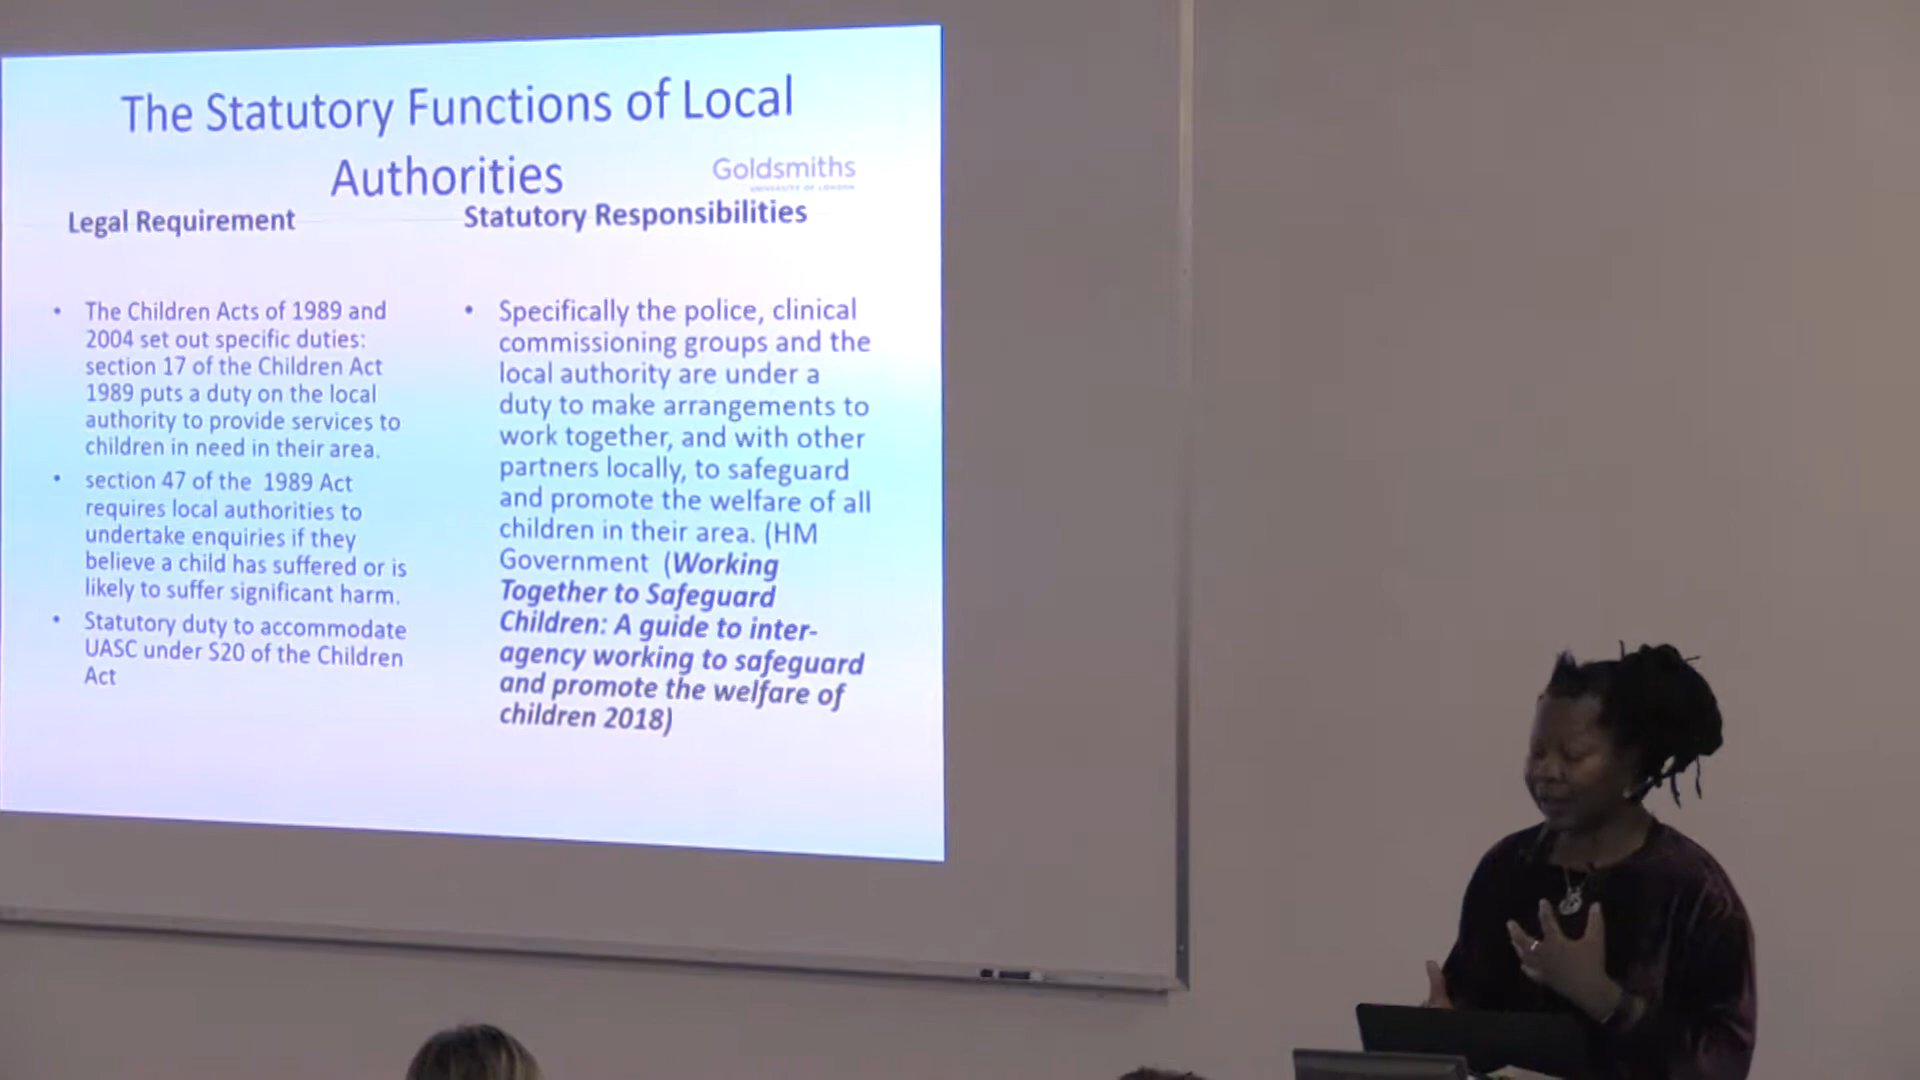 The Statutory Functions of Local
Authorities
Goldsmiths
UNIVERSITY OF LONDON
Legal Requirement
• The Children Acts of 1989 and
2004 set out specific duties:
section 17 of the Children Act
1989 puts a duty on the local
authority to provide services to
children in need in their area.
• section 47 of the 1989 Act
requires local authorities to
undertake enquiries if they
believe a child has suffered or is
likely to suffer significant harm.
• Statutory duty to accommodate
UASC under S20 of the Children
Act
Statutory Responsibilities
• Specifically the police, clinical
commissioning groups and the
local authority are under a
duty to make arrangements to
work together, and with other
partners locally, to safeguard
and promote the welfare of all
children in their area. (HM
Government (Working
Together to Safeguard
Children: A guide to inter-
agency working to safeguard
and promote the welfare of
children 2018)